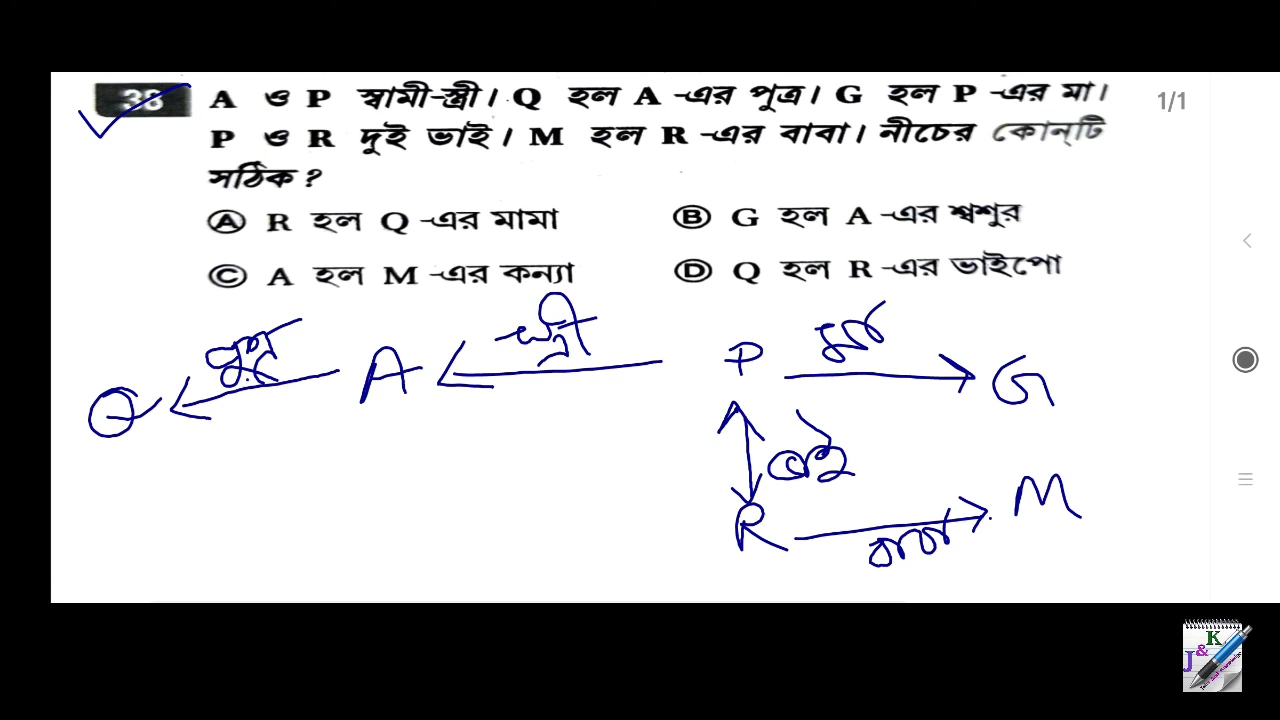 38 A ও P স্বামী-স্ত্রী। Q হল A -এর পুত্র। G হল P -এর মা। 1/1
P ও R দুই ভাই। M হল R -এর বাবা। নীচের কোন্‌টি
সঠিক?
Ⓐ R হল Q -এর মামা Ⓑ G হল A -এর শ্বশুর
Ⓒ A হল M -এর কন্যা Ⓓ Q হল R -এর ভাইপো
Q পুত্র A স্ত্রী P মা G
ভাই
R বাবা M
J & K